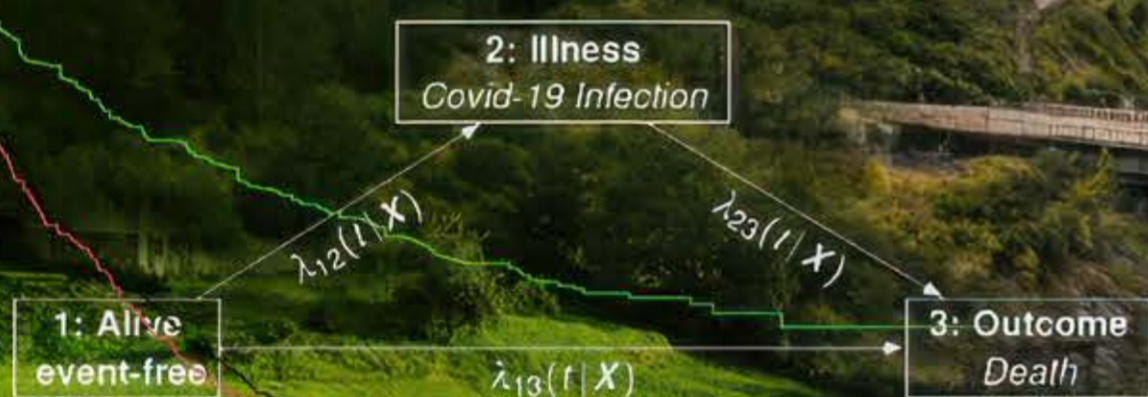 2: Illness
Covid-19 Infection
λ₁₂(t|X)
λ₂₃(t|X)
1: Alive
event-free
3: Outcome
Death
λ₁₃(t|X)